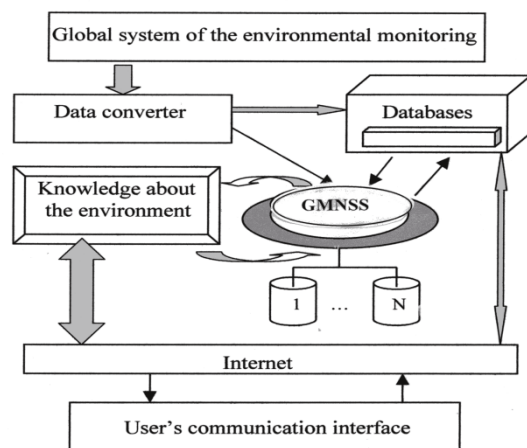 Global system of the environmental monitoring
Data converter
Databases
Knowledge about
the environment
GMNSS
1 ... N
Internet
User's communication interface